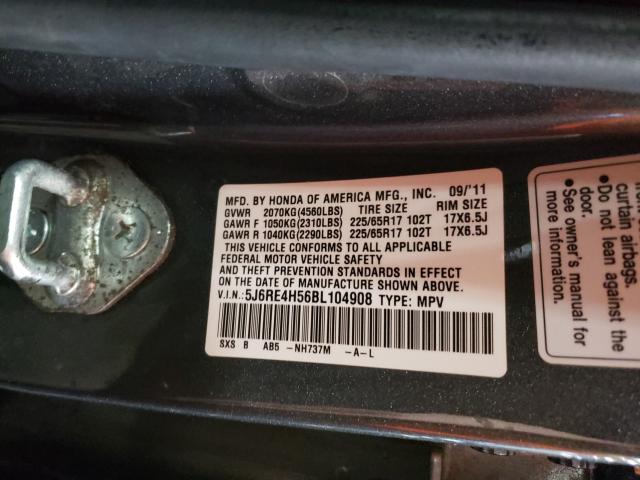 MFD. BY HONDA OF AMERICA MFG., INC. 09/'11
GVWR 2070KG(4560LBS) TIRE SIZE RIM SIZE
GAWR F 1050KG(2310LBS) 225/65R17 102T 17X6.5J
GAWR R 1040KG(2290LBS) 225/65R17 102T 17X6.5J
THIS VEHICLE CONFORMS TO ALL APPLICABLE
FEDERAL MOTOR VEHICLE SAFETY
AND THEFT PREVENTION STANDARDS IN EFFECT
ON THE DATE OF MANUFACTURE SHOWN ABOVE.
V.I.N.: 5J6RE4H56BL104908 TYPE: MPV
SXS B AB5 -NH737M -A-L
curtain airbags.
• Do not lean against the
door.
• See owner's manual for